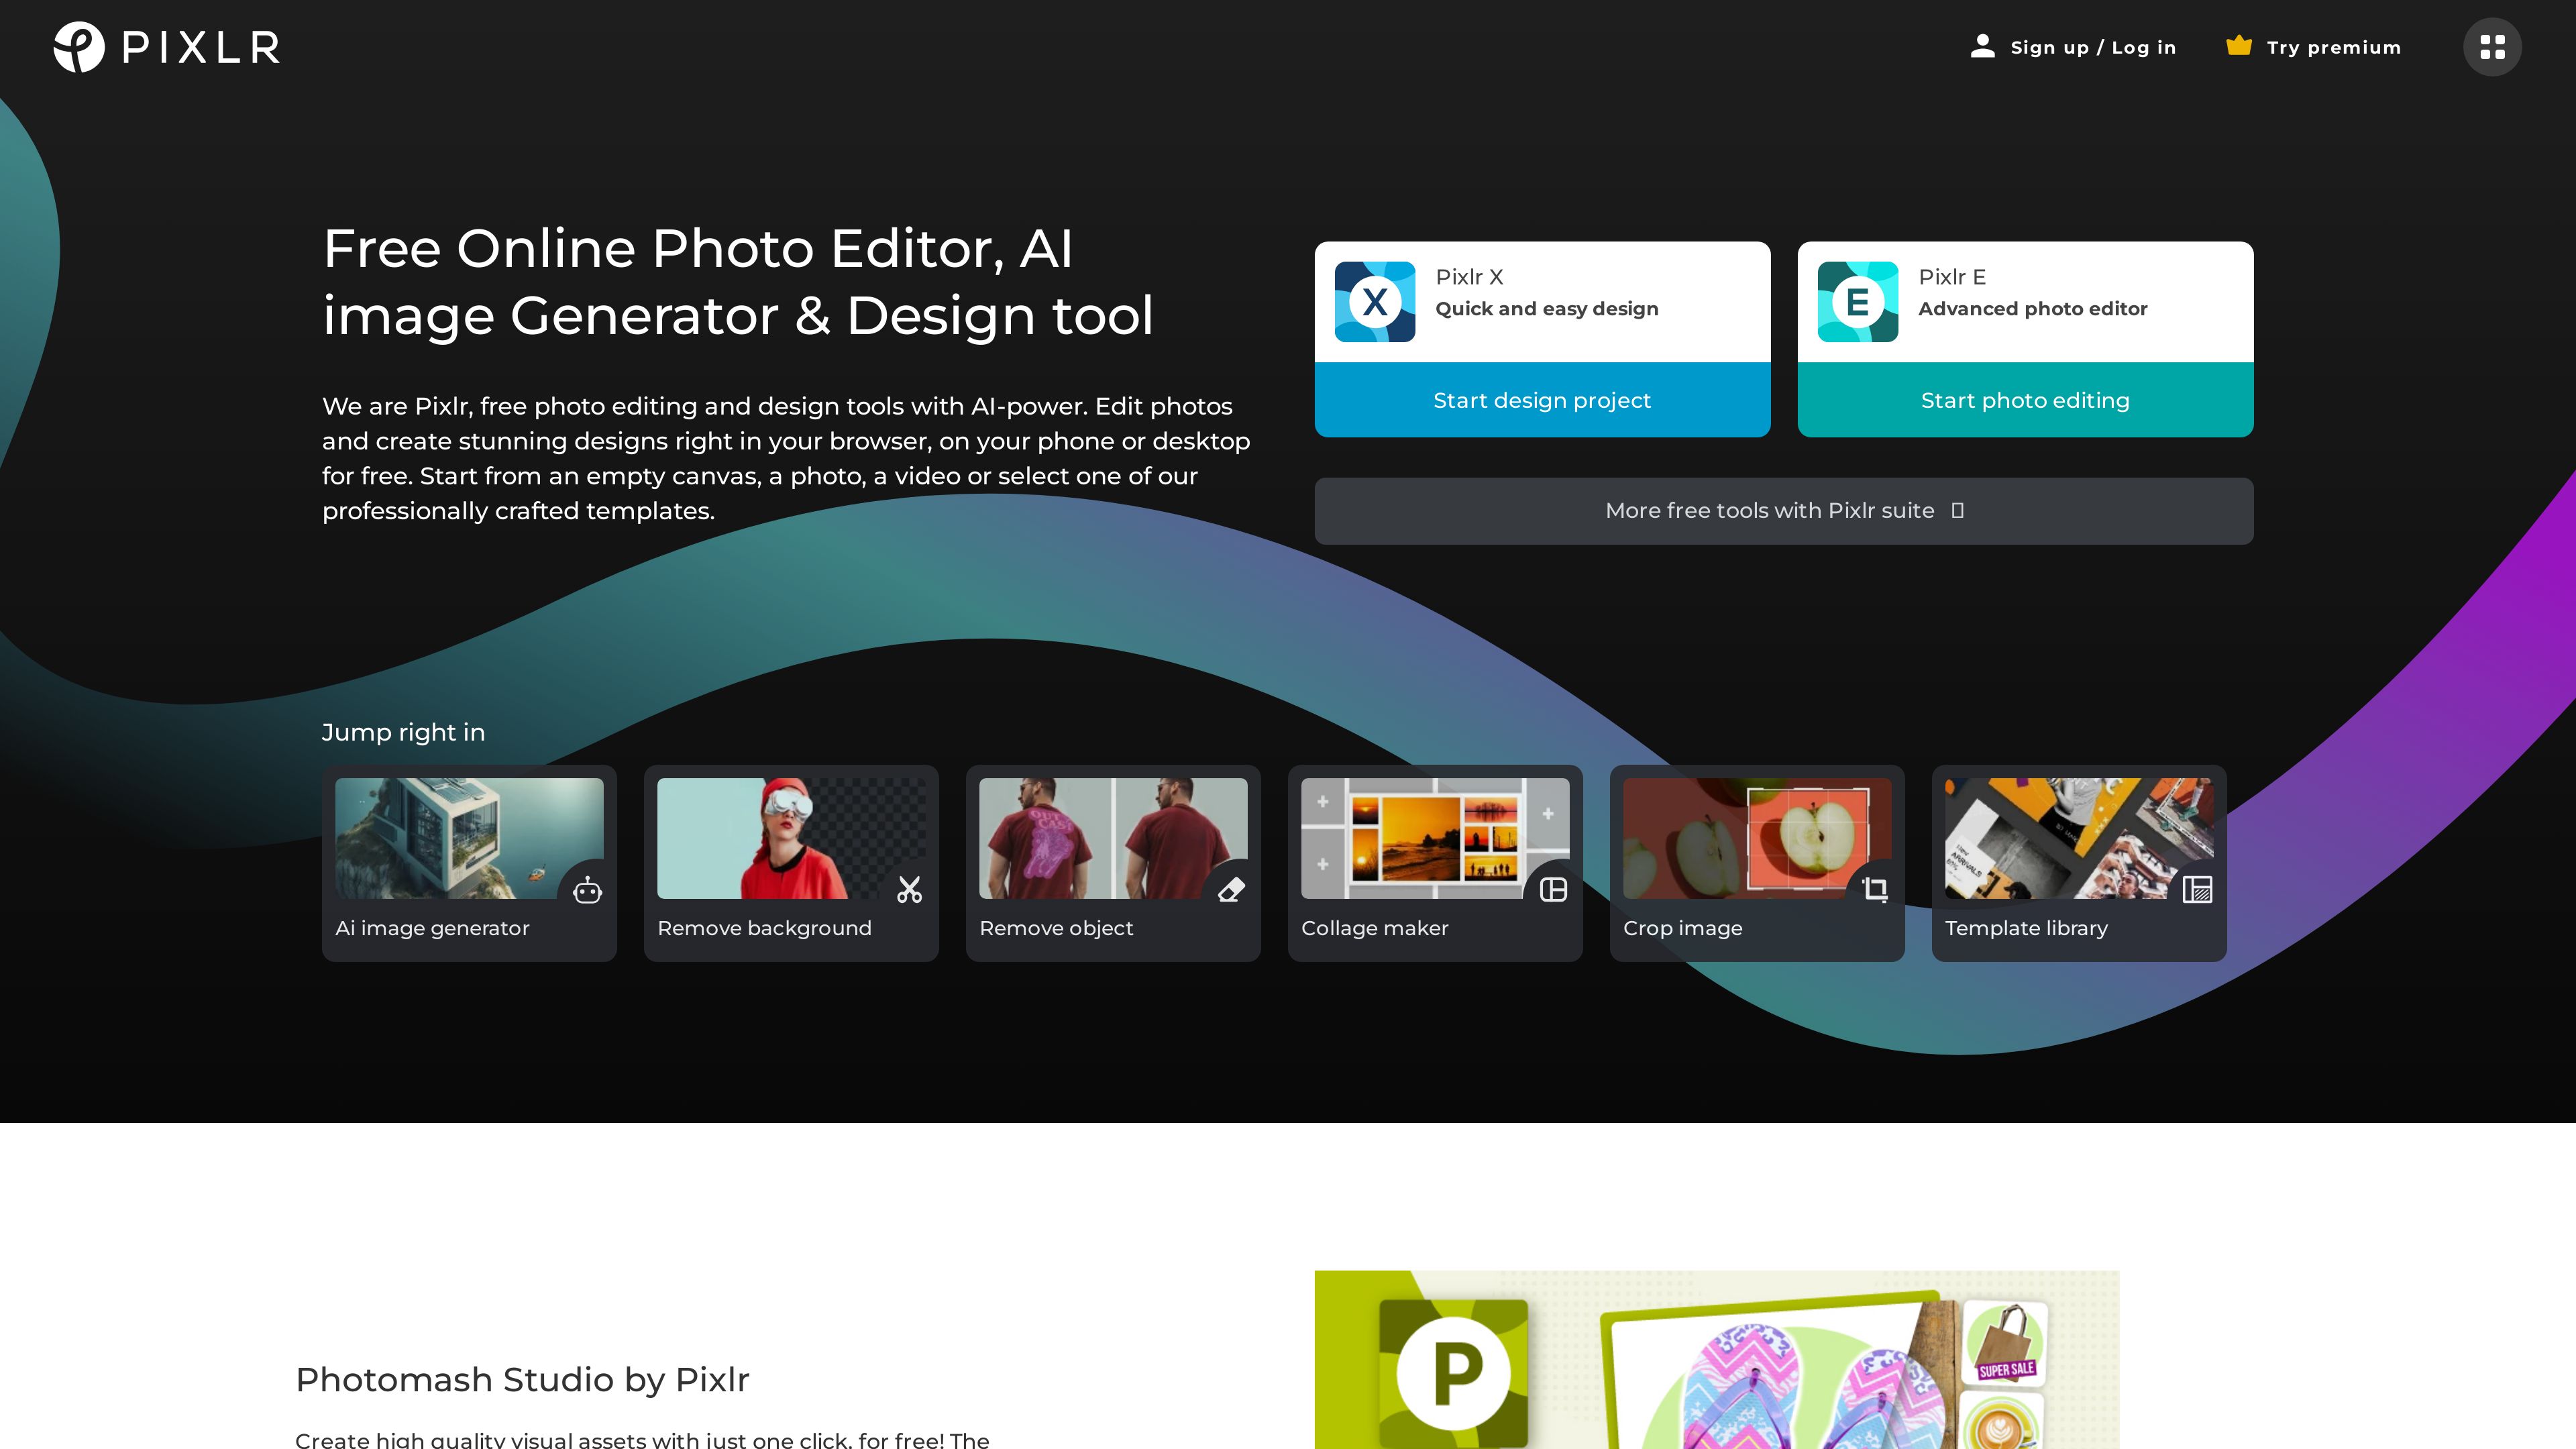 PIXLR
Sign up / Log in
Try premium
Free Online Photo Editor, AI
image Generator & Design tool
We are Pixlr, free photo editing and design tools with AI-power. Edit photos
and create stunning designs right in your browser, on your phone or desktop
for free. Start from an empty canvas, a photo, a video or select one of our
professionally crafted templates.
X
Pixlr X
Quick and easy design
Start design project
E
Pixlr E
Advanced photo editor
Start photo editing
More free tools with Pixlr suite
Jump right in
Ai image generator
Remove background
Remove object
Collage maker
Crop image
ARRIVALS
Template library
Photomash Studio by Pixlr
Create high quality visual assets with just one click, for free! The
P
SUPER SALE